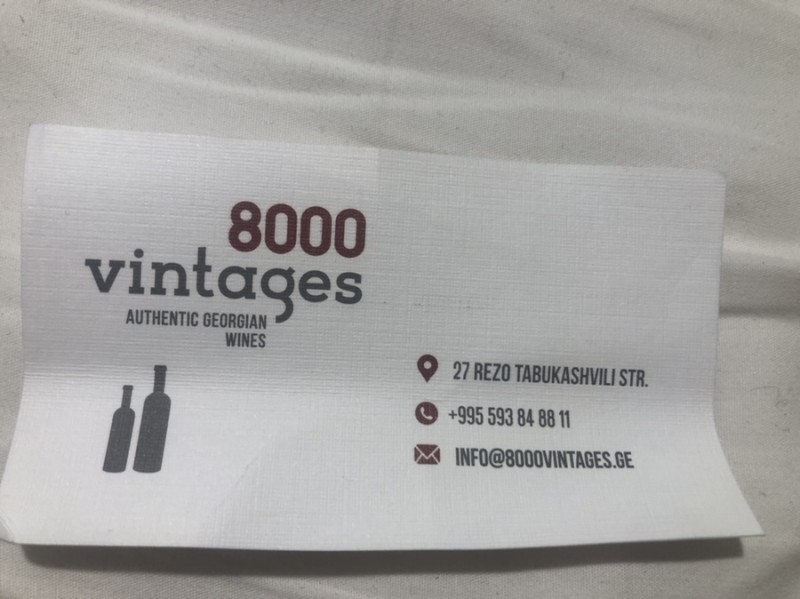 8000
vintages
AUTHENTIC GEORGIAN
WINES
27 REZO TABUKASHVILI STR.
+995 593 84 88 11
INFO@8000VINTAGES.GE